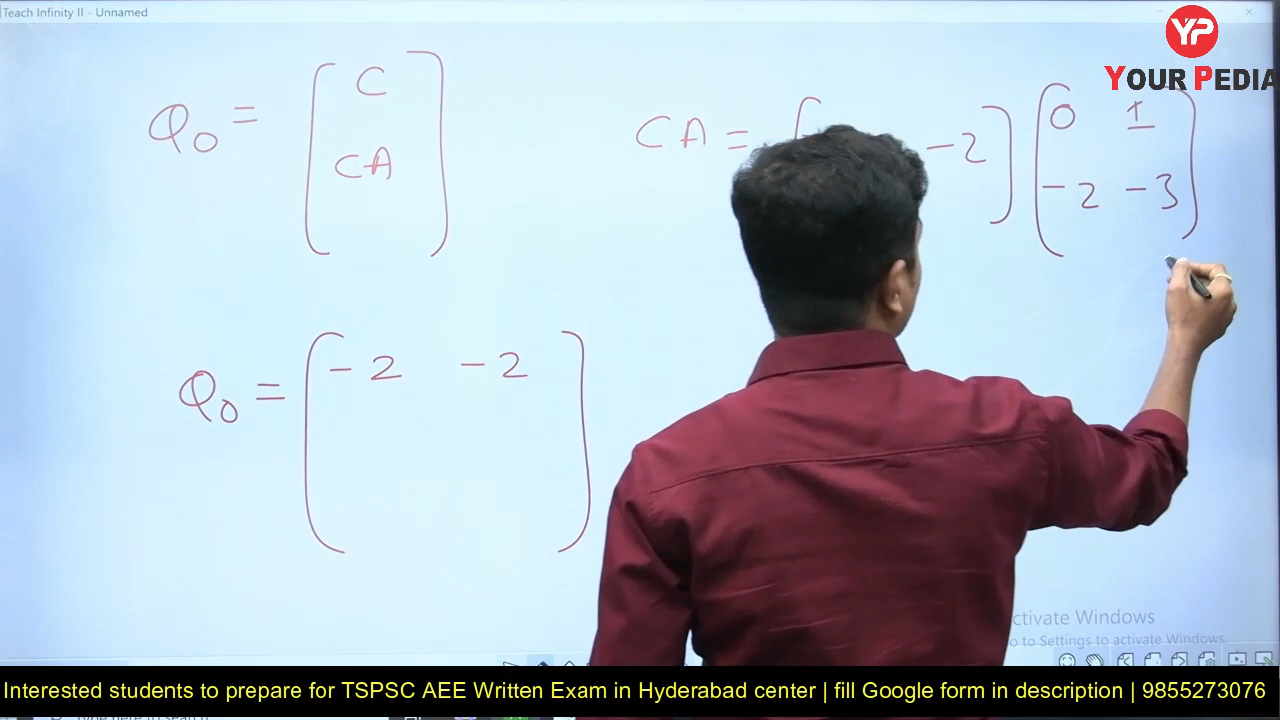 Teach Infinity II - Unnamed
YP
YOUR PEDIA
Q0 = [ C
CA ]
CA = [ -2 ] [ 0 1
-2 -3 ]
Q0 = [ -2 -2 ]
ctivate Windows
o to Settings to activate Windows.
Interested students to prepare for TSPSC AEE Written Exam in Hyderabad center | fill Google form in description | 9855273076